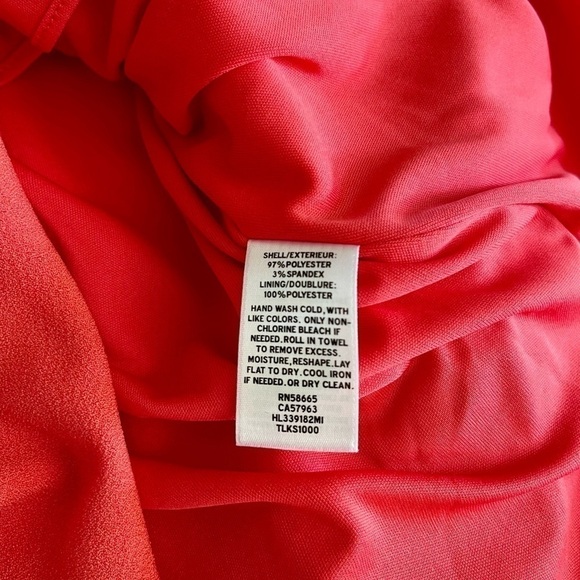 SHELL/EXTERIEUR:
97%POLYESTER
3%SPANDEX
LINING/DOUBLURE:
100%POLYESTER
HAND WASH COLD,WITH
LIKE COLORS. ONLY NON-
CHLORINE BLEACH IF
NEEDED.ROLL IN TOWEL
TO REMOVE EXCESS.
MOISTURE,RESHAPE.LAY
FLAT TO DRY.COOL IRON
IF NEEDED.OR DRY CLEAN.
RN58665
CA57963
HL339182MI
TLKS1000